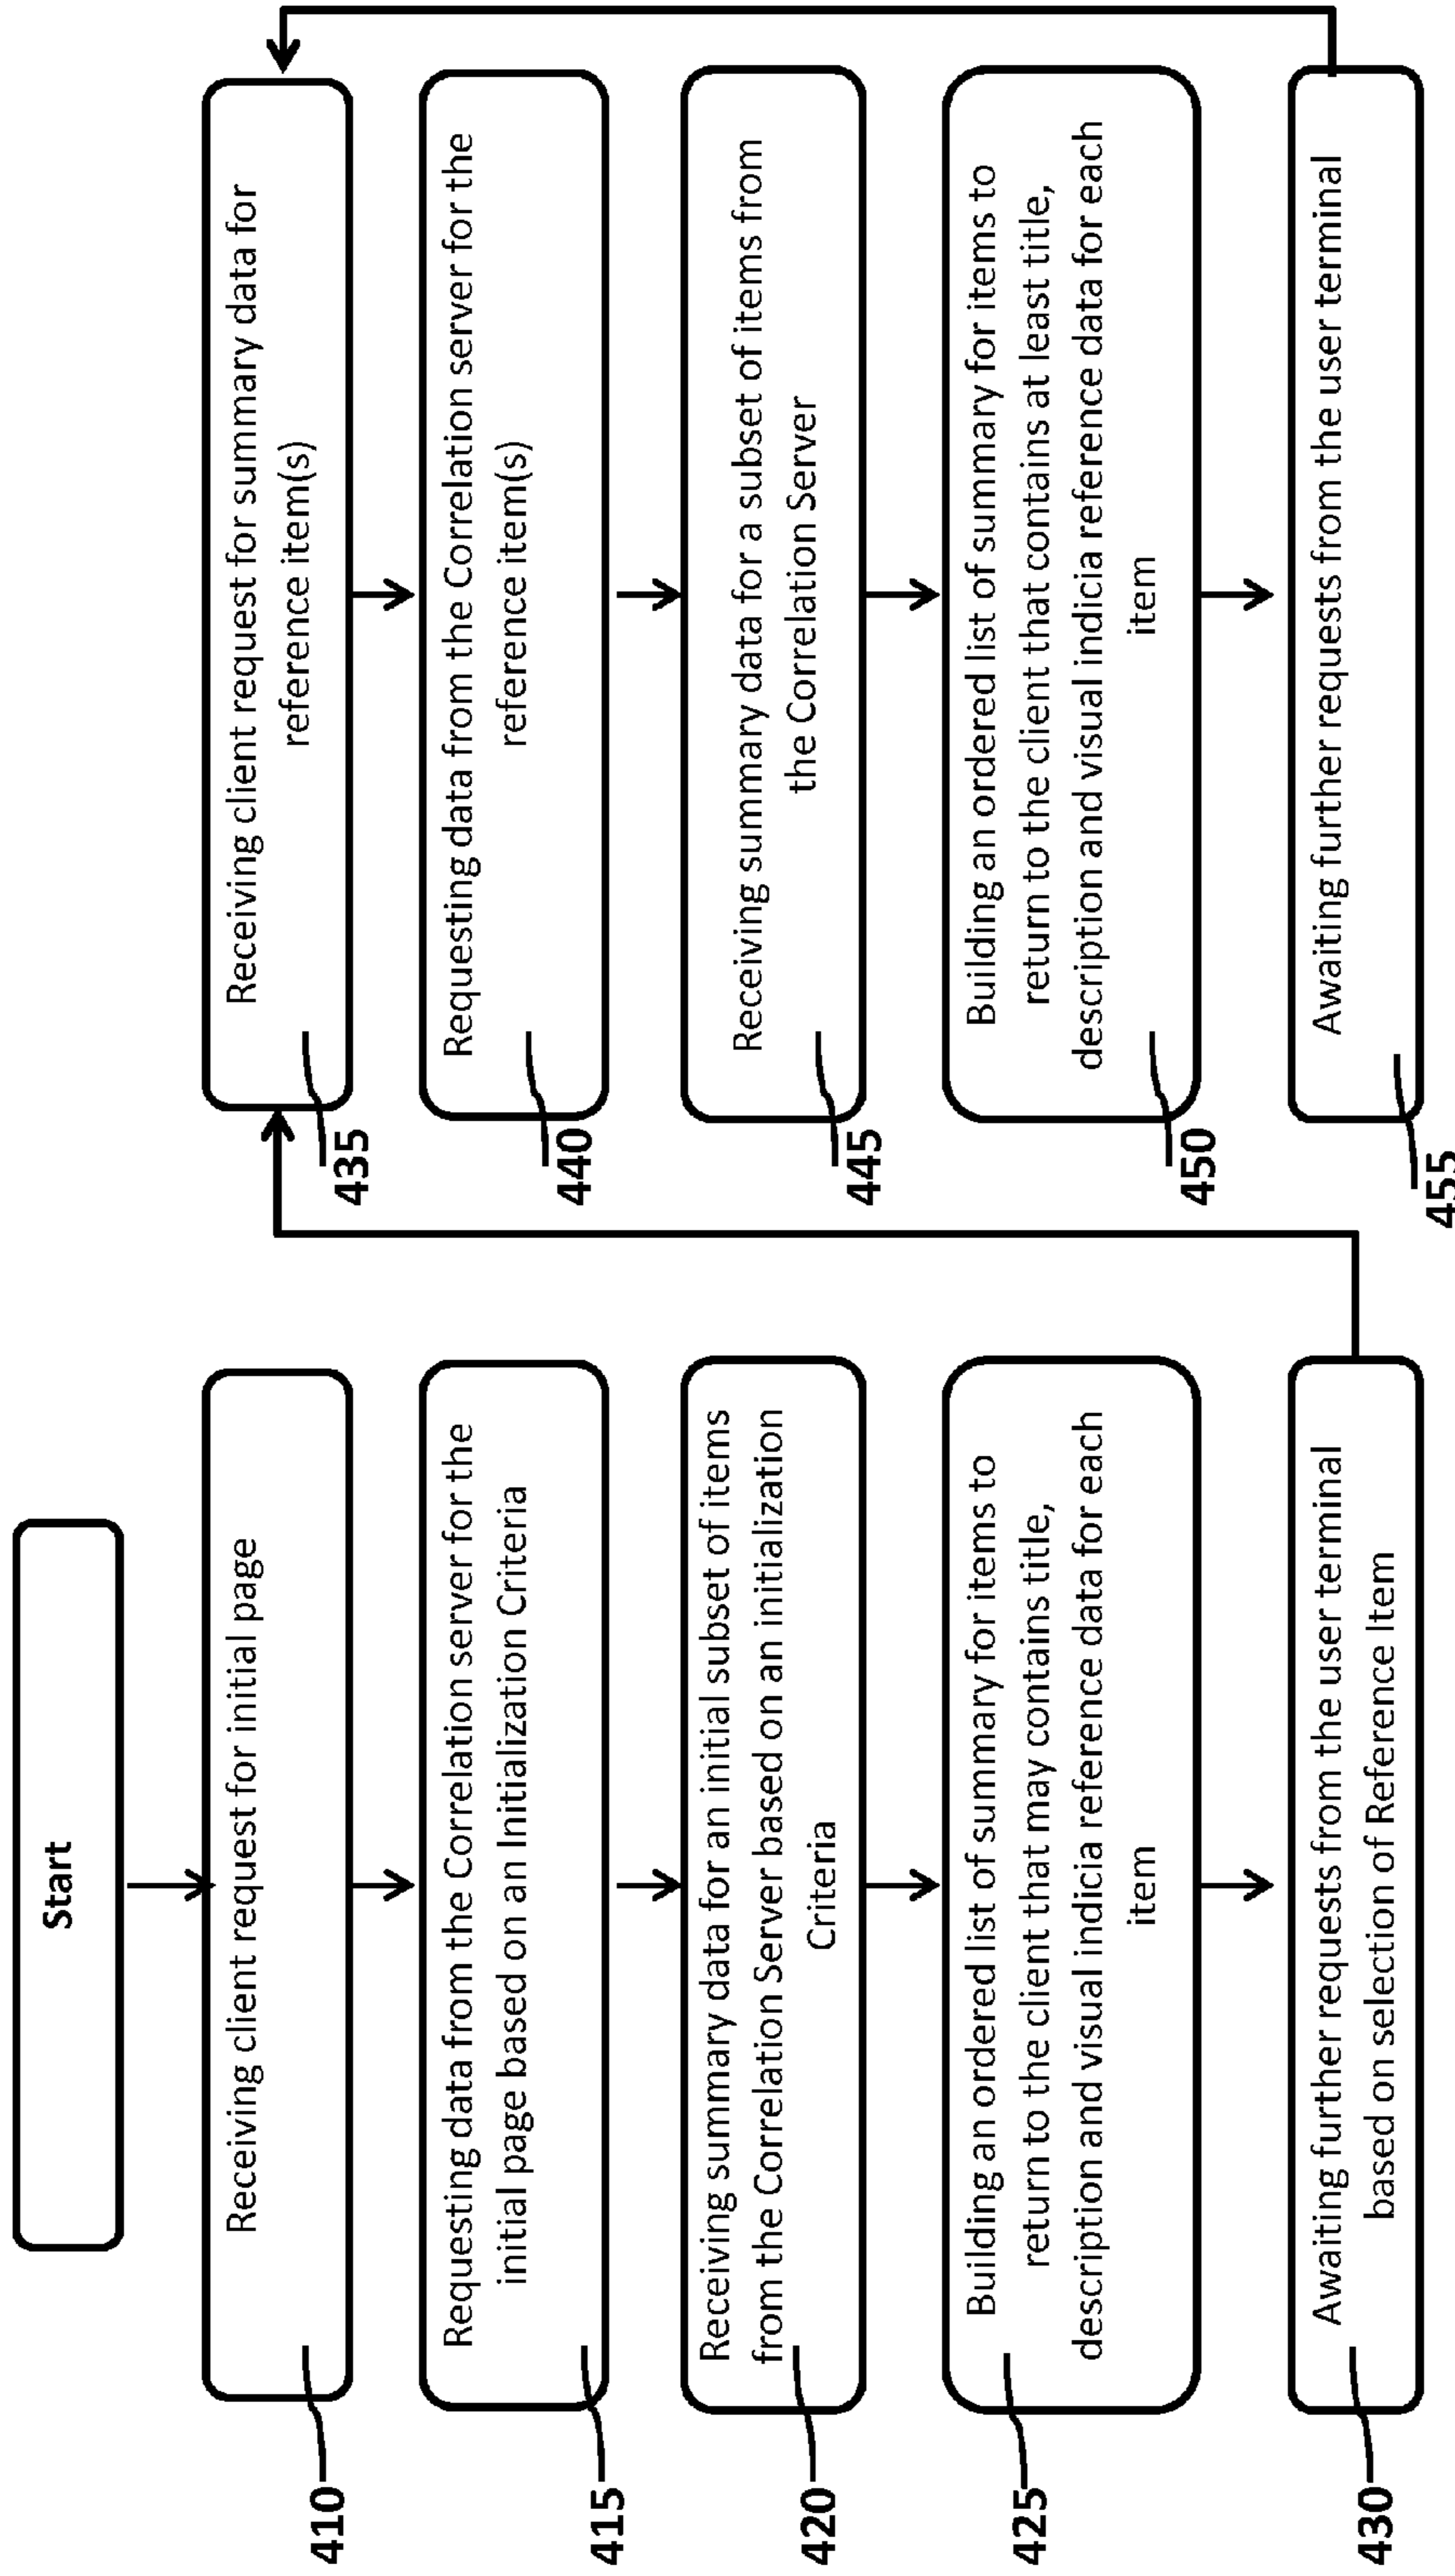 Start
410
Receiving client request for initial page
415
Requesting data from the Correlation server for the
initial page based on an Initialization Criteria
420
Receiving summary data for an initial subset of items
from the Correlation Server based on an initialization
Criteria
425
Building an ordered list of summary for items to
return to the client that may contains title,
description and visual indicia reference data for each
item
430
Awaiting further requests from the user terminal
based on selection of Reference Item
435
Receiving client request for summary data for
reference item(s)
440
Requesting data from the Correlation server for the
reference item(s)
445
Receiving summary data for a subset of items from
the Correlation Server
450
Building an ordered list of summary for items to
return to the client that contains at least title,
description and visual indicia reference data for each
item
455
Awaiting further requests from the user terminal